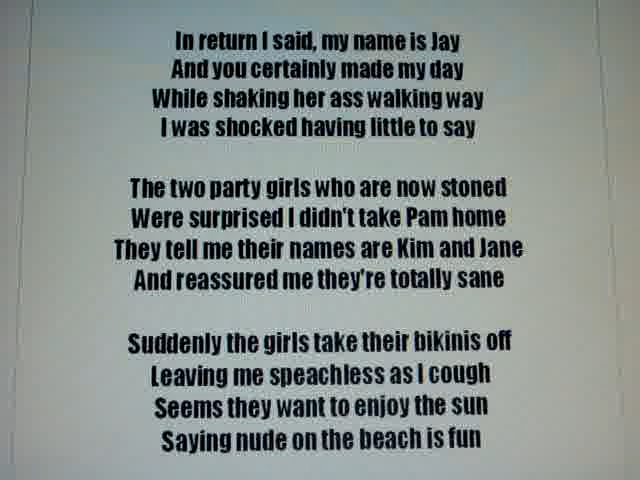 In return I said, my name is Jay
And you certainly made my day
While shaking her ass walking way
I was shocked having little to say
The two party girls who are now stoned
Were surprised I didn't take Pam home
They tell me their names are Kim and Jane
And reassured me they're totally sane
Suddenly the girls take their bikinis off
Leaving me speachless as I cough
Seems they want to enjoy the sun
Saying nude on the beach is fun